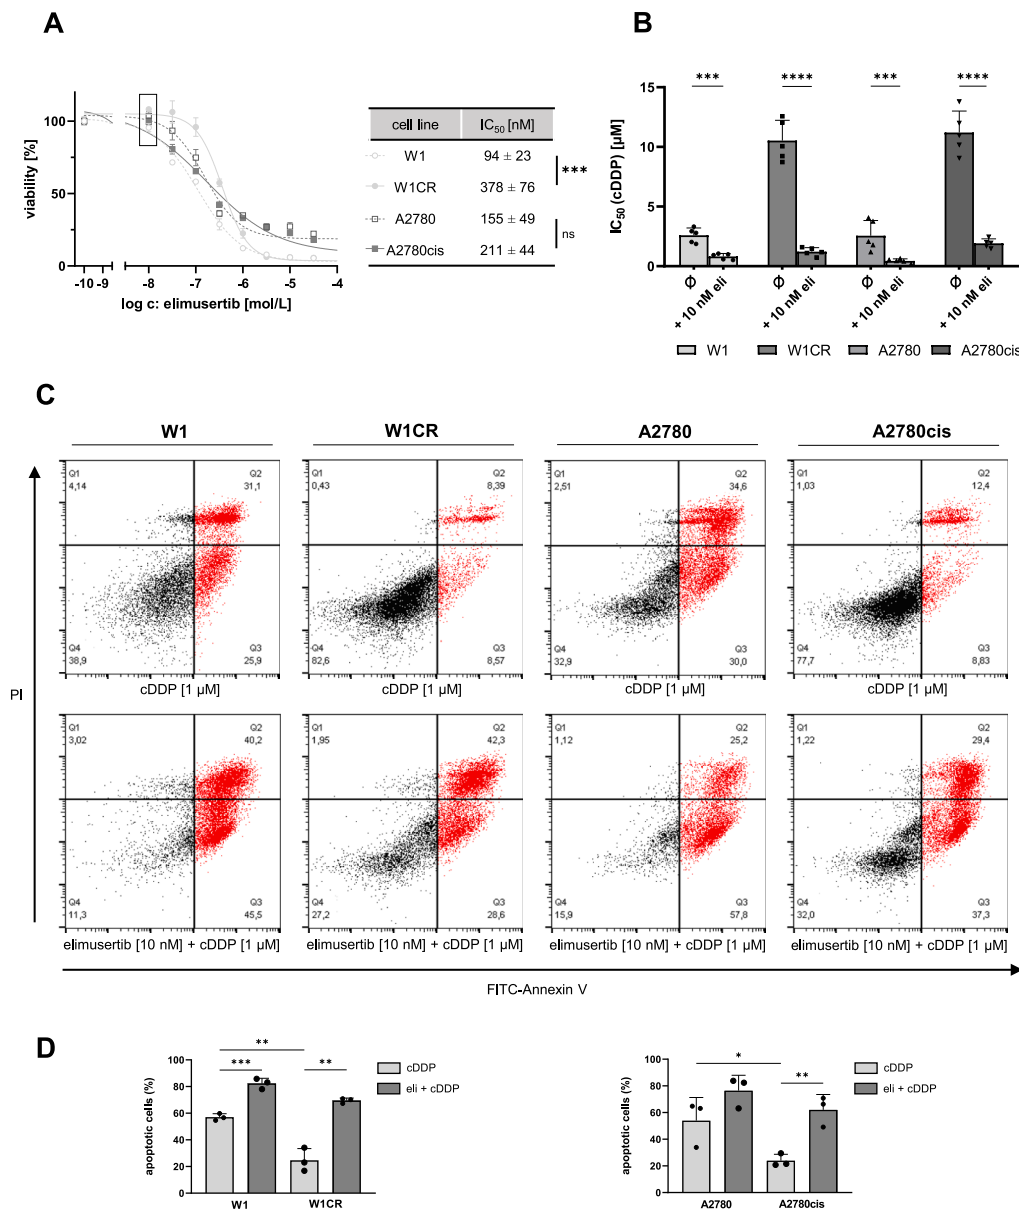 A
viability [%]
100
50
0
-10 -9 -8 -7 -6 -5 -4
log c: elimusertib [mol/L]
cell line IC50 [nM]
W1 94 ± 23
W1CR 378 ± 76
A2780 155 ± 49
A2780cis 211 ± 44
***
ns
B
IC50 (cDDP) [µM]
15
10
5
0
*** **** *** ****
Ø + 10 nM eli Ø + 10 nM eli Ø + 10 nM eli Ø + 10 nM eli
W1 W1CR A2780 A2780cis
C
W1 W1CR A2780 A2780cis
Q1 Q2 Q1 Q2 Q1 Q2 Q1 Q2
4,14 31,1 0,43 8,39 2,51 34,6 1,03 12,4
Q4 Q3 Q4 Q3 Q4 Q3 Q4 Q3
38,9 25,9 82,6 8,57 32,9 30,0 77,7 8,83
cDDP [1 µM] cDDP [1 µM] cDDP [1 µM] cDDP [1 µM]
PI
Q1 Q2 Q1 Q2 Q1 Q2 Q1 Q2
3,02 40,2 1,95 42,3 1,12 25,2 1,22 29,4
Q4 Q3 Q4 Q3 Q4 Q3 Q4 Q3
11,3 45,5 27,2 28,6 15,9 57,8 32,0 37,3
elimusertib [10 nM] + cDDP [1 µM] elimusertib [10 nM] + cDDP [1 µM] elimusertib [10 nM] + cDDP [1 µM] elimusertib [10 nM] + cDDP [1 µM]
FITC-Annexin V
D
apoptotic cells (%)
100
80
60
40
20
0
**
*** **
W1 W1CR
cDDP
eli + cDDP
apoptotic cells (%)
100
80
60
40
20
0
*
**
A2780 A2780cis
cDDP
eli + cDDP